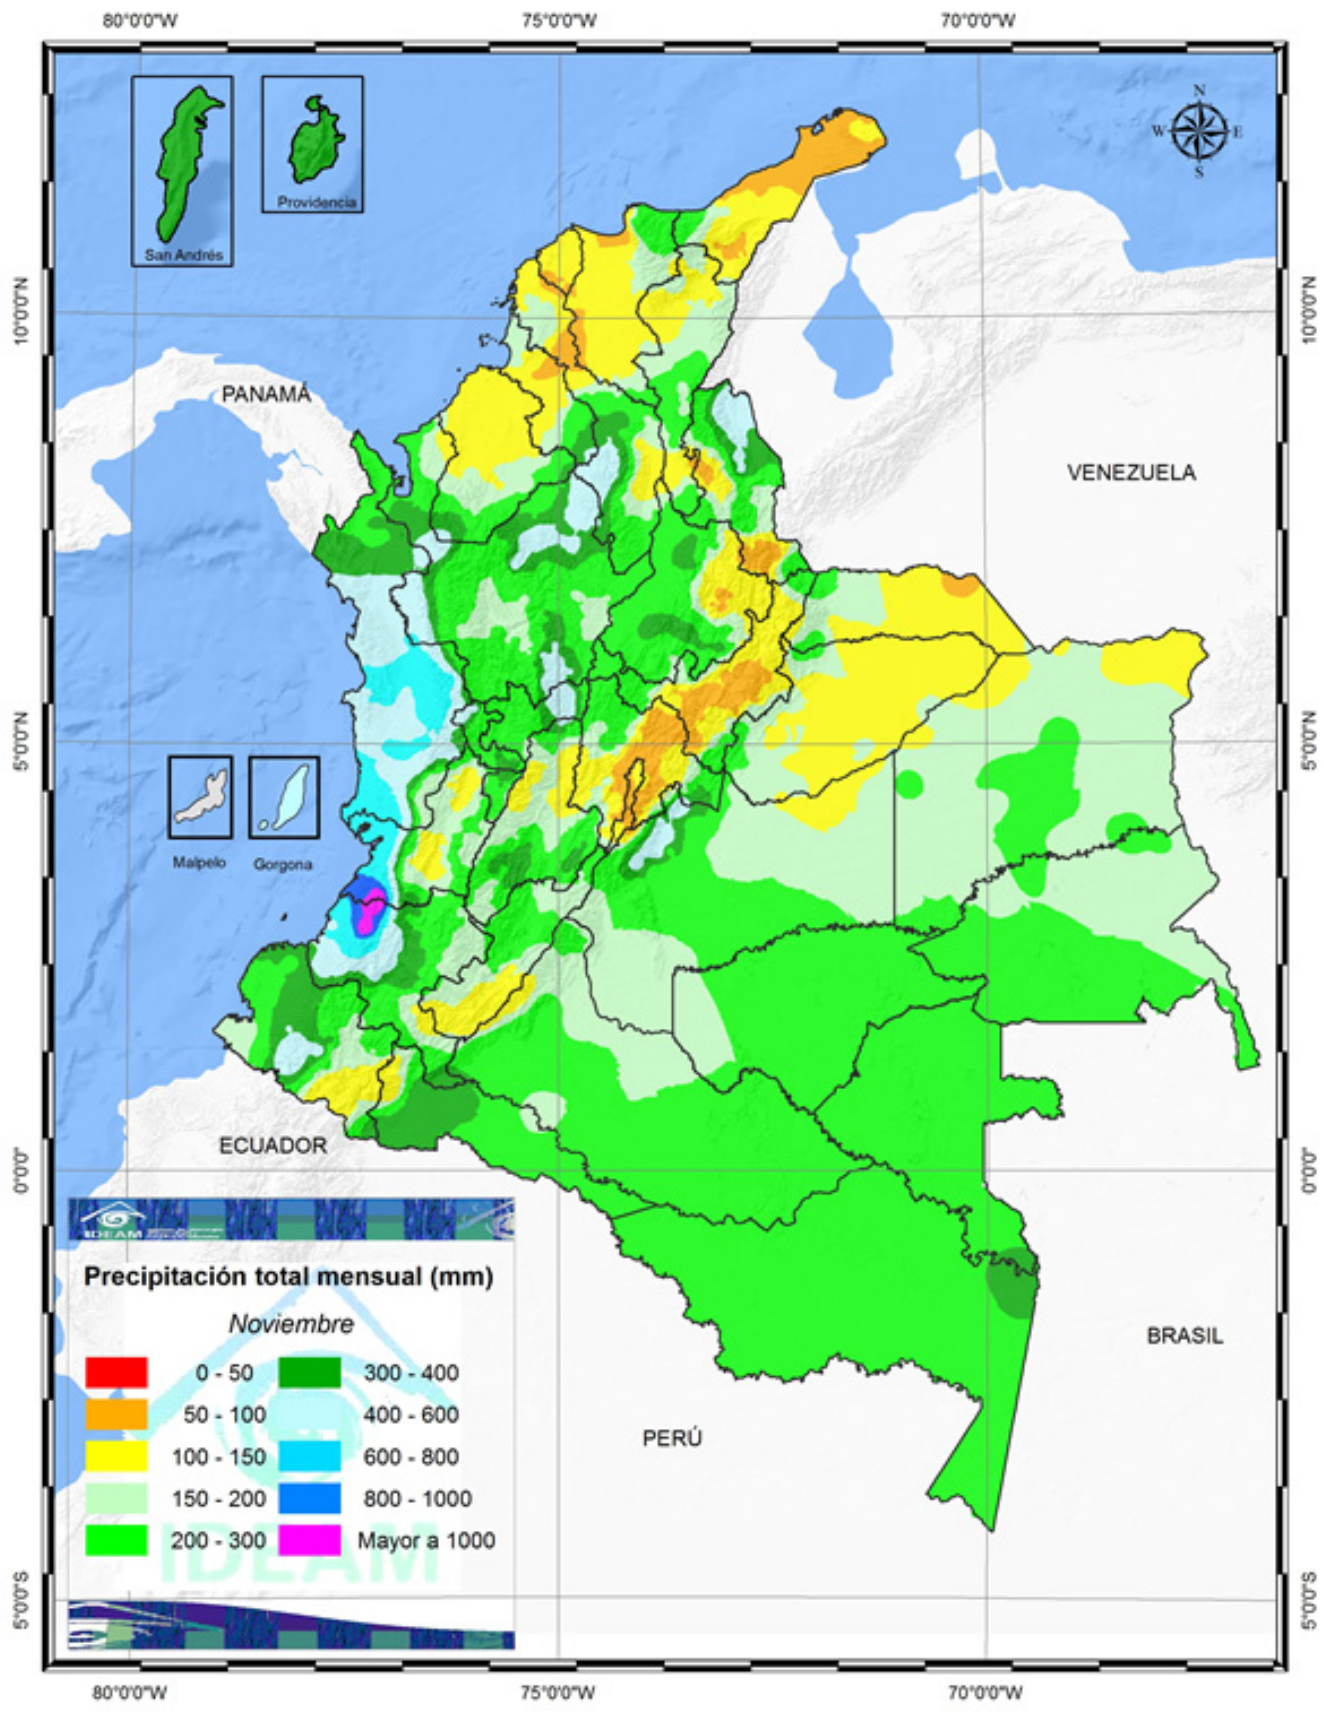 80°0'0"W 75°0'0"W 70°0'0"W
N
W E
S
San Andrés
Providencia
10°0'0"N 10°0'0"N
PANAMÁ
VENEZUELA
5°0'0"N 5°0'0"N
Malpelo Gorgona
ECUADOR
0°0'0" 0°0'0"
IDEAM
Precipitación total mensual (mm)
Noviembre
0 - 50 300 - 400
50 - 100 400 - 600
100 - 150 600 - 800
150 - 200 800 - 1000
200 - 300 Mayor a 1000
IDEAM
BRASIL
PERÚ
5°0'0"S 5°0'0"S
80°0'0"W 75°0'0"W 70°0'0"W